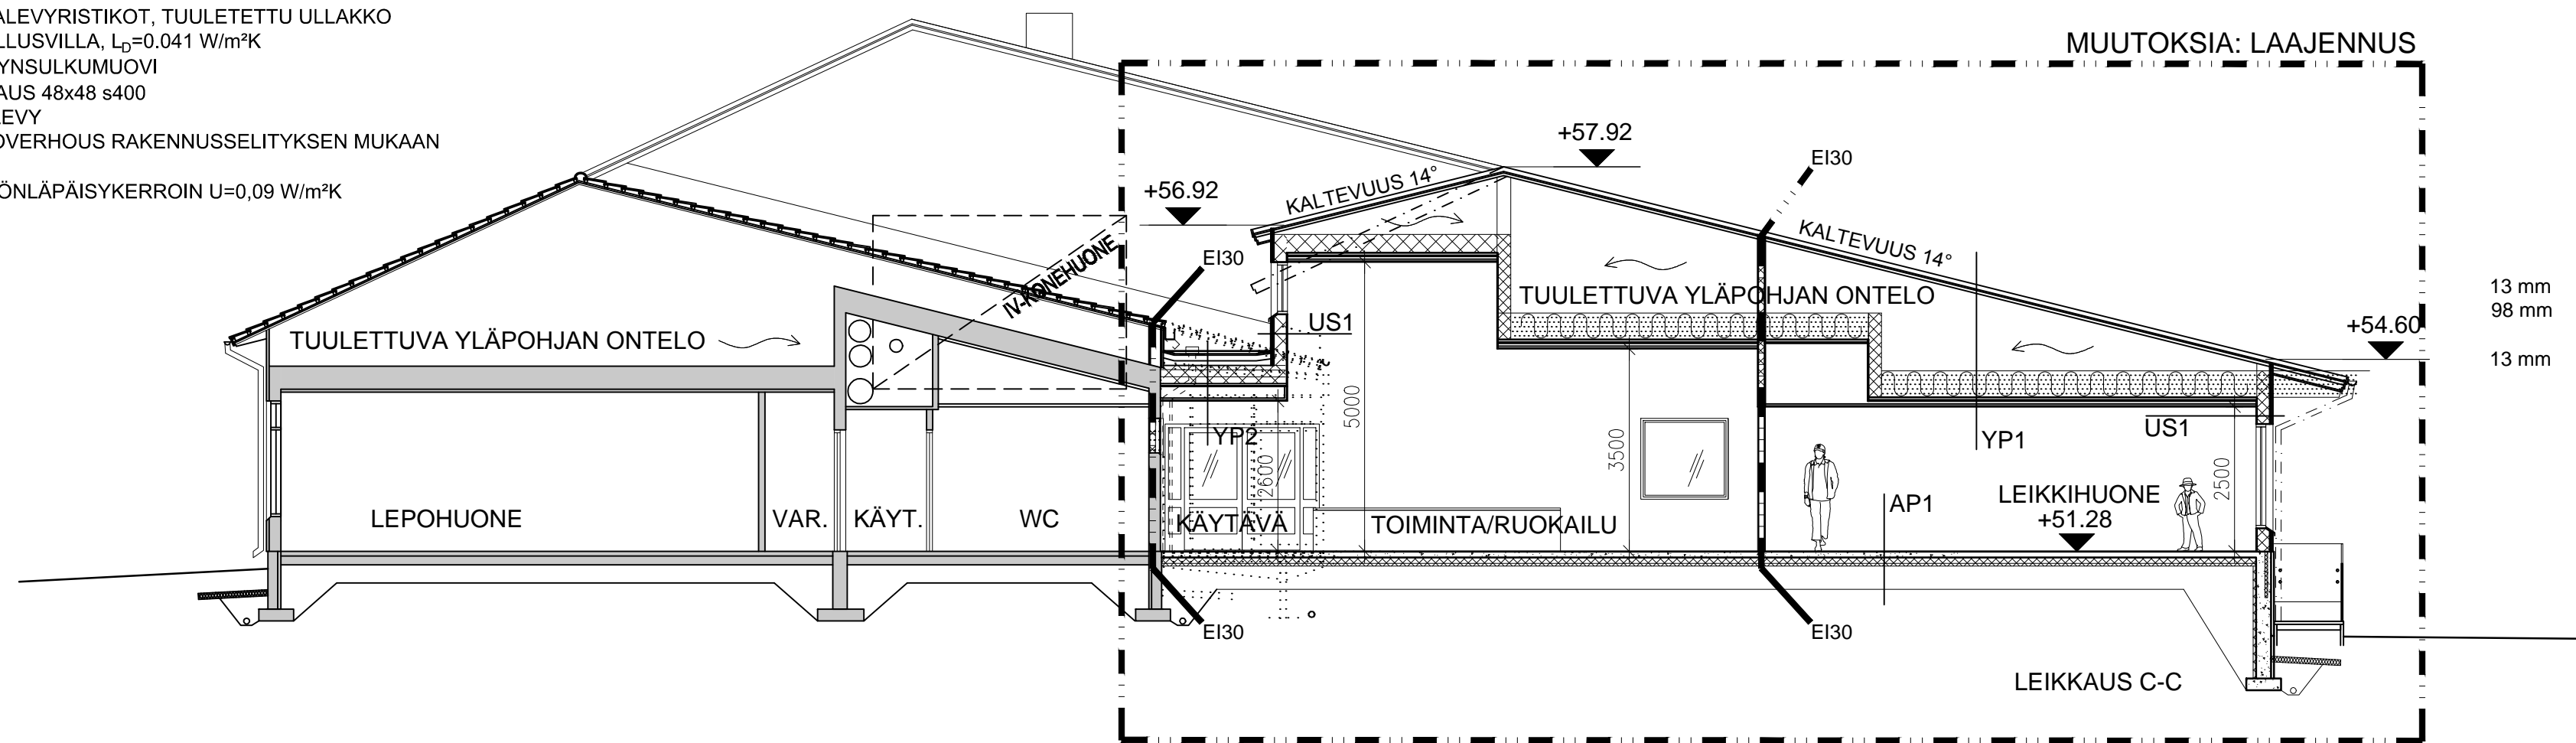 ALEVYRISTIKOT, TUULETETTU ULLAKKO
LLUSVILLA, LD=0.041 W/m²K
YNSULKUMUOVI
AUS 48x48 s400
LEVY
OVERHOUS RAKENNUSSELITYKSEN MUKAAN
ÖNLÄPÄISYKERROIN U=0,09 W/m²K
MUUTOKSIA: LAAJENNUS
+57.92
EI30
+56.92
KALTEVUUS 14°
KALTEVUUS 14°
EI30
IV-KONEHUONE
13 mm
98 mm
13 mm
TUULETTUVA YLÄPOHJAN ONTELO
TUULETTUVA YLÄPOHJAN ONTELO
US1
+54.60
5000
3500
2600
2500
YP2
YP1
US1
AP1
LEPOHUONE
VAR.
KÄYT.
WC
KÄYTÄVÄ
TOIMINTA/RUOKAILU
LEIKKIHUONE
+51.28
EI30
EI30
LEIKKAUS C-C